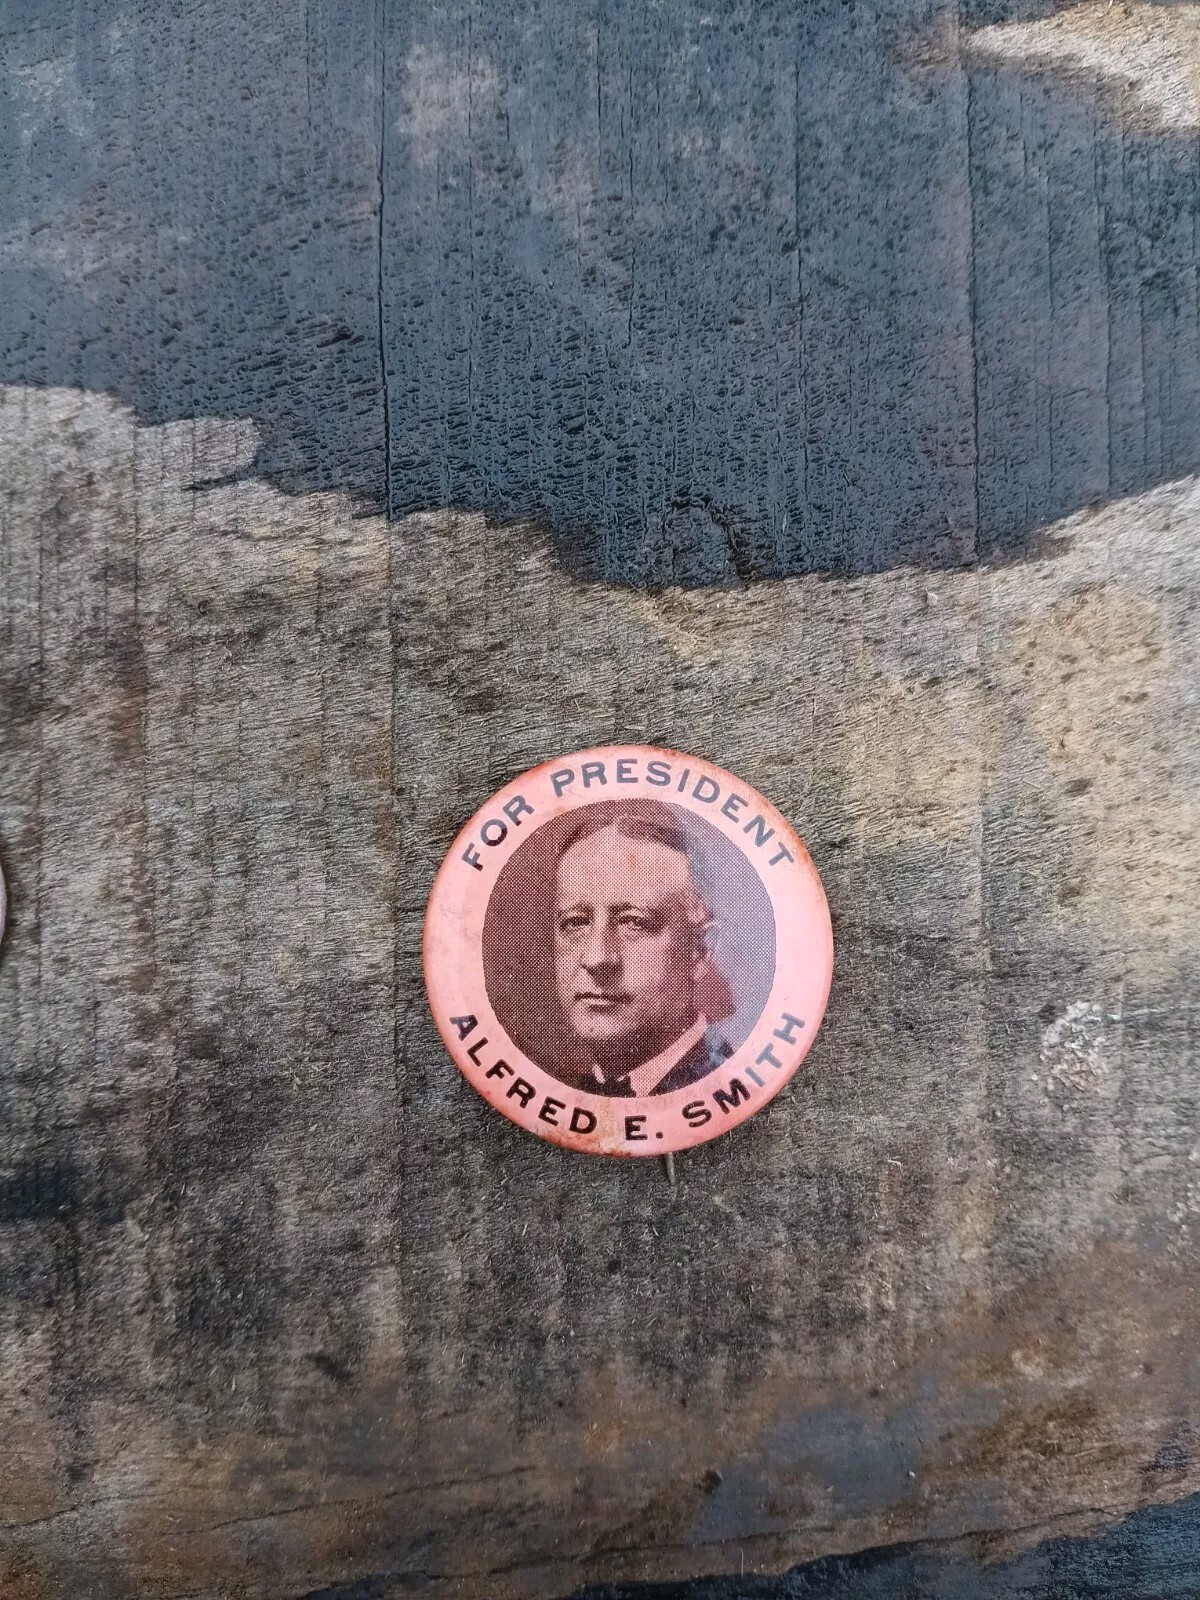 FOR PRESIDENT
ALFRED E. SMITH